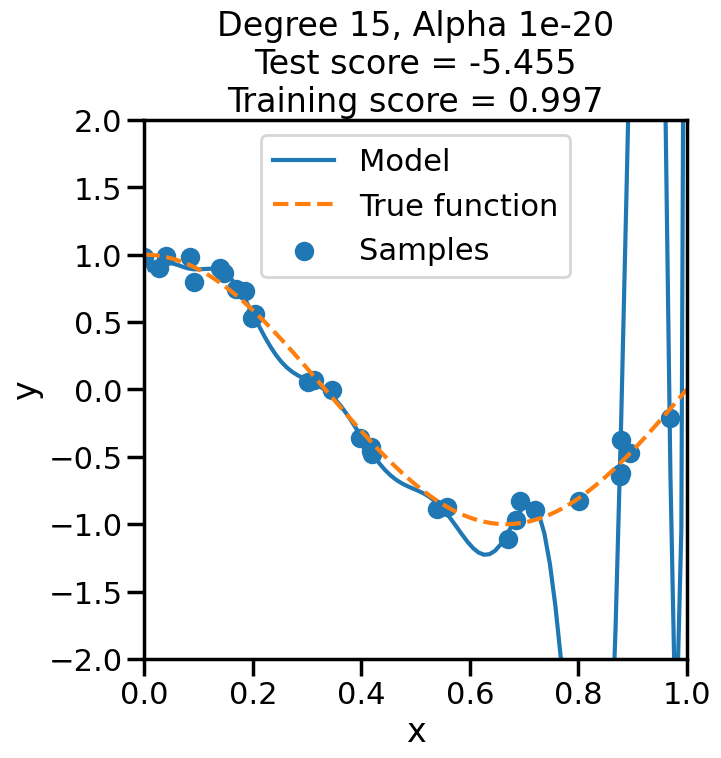 Degree 15, Alpha 1e-20
Test score = -5.455
Training score = 0.997
Model
True function
Samples
2.0
1.5
1.0
0.5
0.0
−0.5
−1.0
−1.5
−2.0
y
0.0 0.2 0.4 0.6 0.8 1.0
x